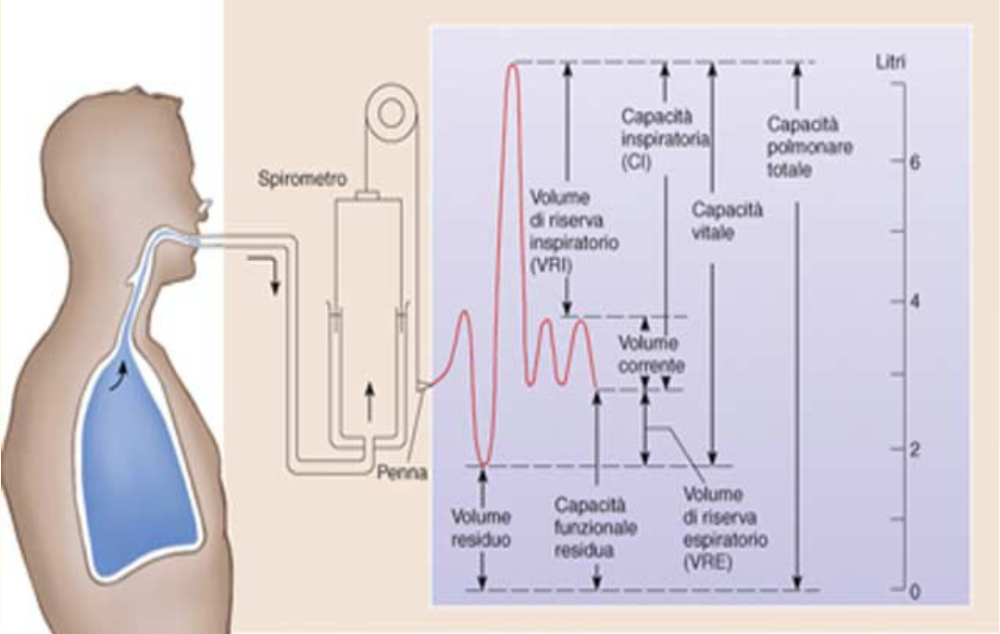 Spirometro
Penna
Volume
di riserva
inspiratorio
(VRI)
Capacità
inspiratoria
(CI)
Capacità
vitale
Capacità
polmonare
totale
Volume
corrente
Volume
residuo
Capacità
funzionale
residua
Volume
di riserva
espiratorio
(VRE)
Litri
6
4
2
0